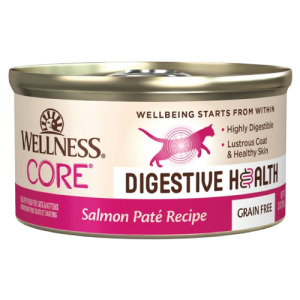 WELLBEING STARTS FROM WITHIN
WELLNESS®
CORE®
• Highly Digestible
• Lustrous Coat
& Healthy Skin
DIGESTIVE HEALTH
Salmon Paté Recipe
GRAIN FREE